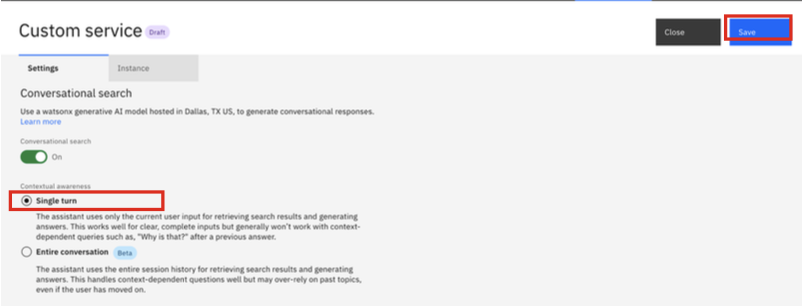 Custom service Draft
Close
Save
Settings
Instance
Conversational search
Use a watsonx generative AI model hosted in Dallas, TX US, to generate conversational responses.
Learn more
Conversational search
On
Contextual awareness
Single turn
The assistant uses only the current user input for retrieving search results and generating
answers. This works well for clear, complete inputs but generally won't work with context-
dependent queries such as, "Why is that?" after a previous answer.
Entire conversation Beta
The assistant uses the entire session history for retrieving search results and generating
answers. This handles context-dependent questions well but may over-rely on past topics,
even if the user has moved on.